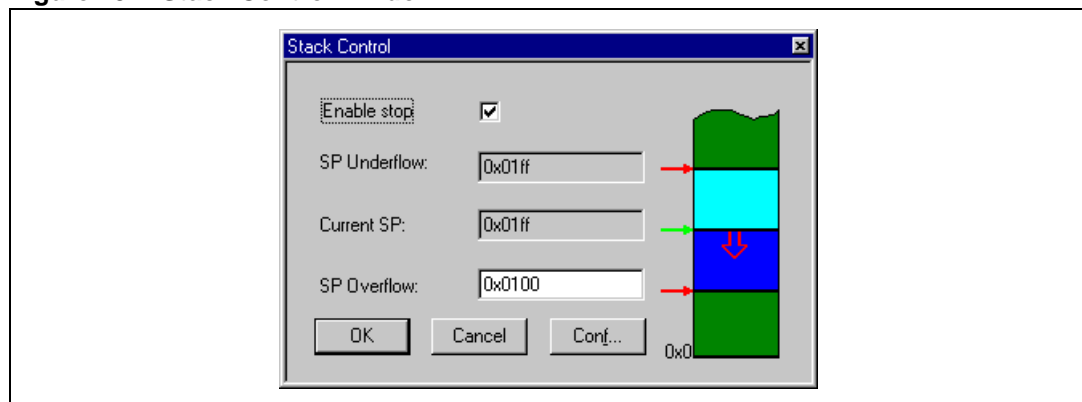 Stack Control
Enable stop
SP Underflow: 0x01ff
Current SP: 0x01ff
SP Overflow: 0x0100
OK Cancel Conf...
0x0